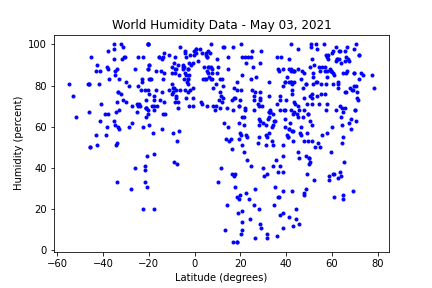 World Humidity Data - May 03, 2021
100
80
60
40
20
0
Humidity (percent)
−60 −40 −20 0 20 40 60 80
Latitude (degrees)